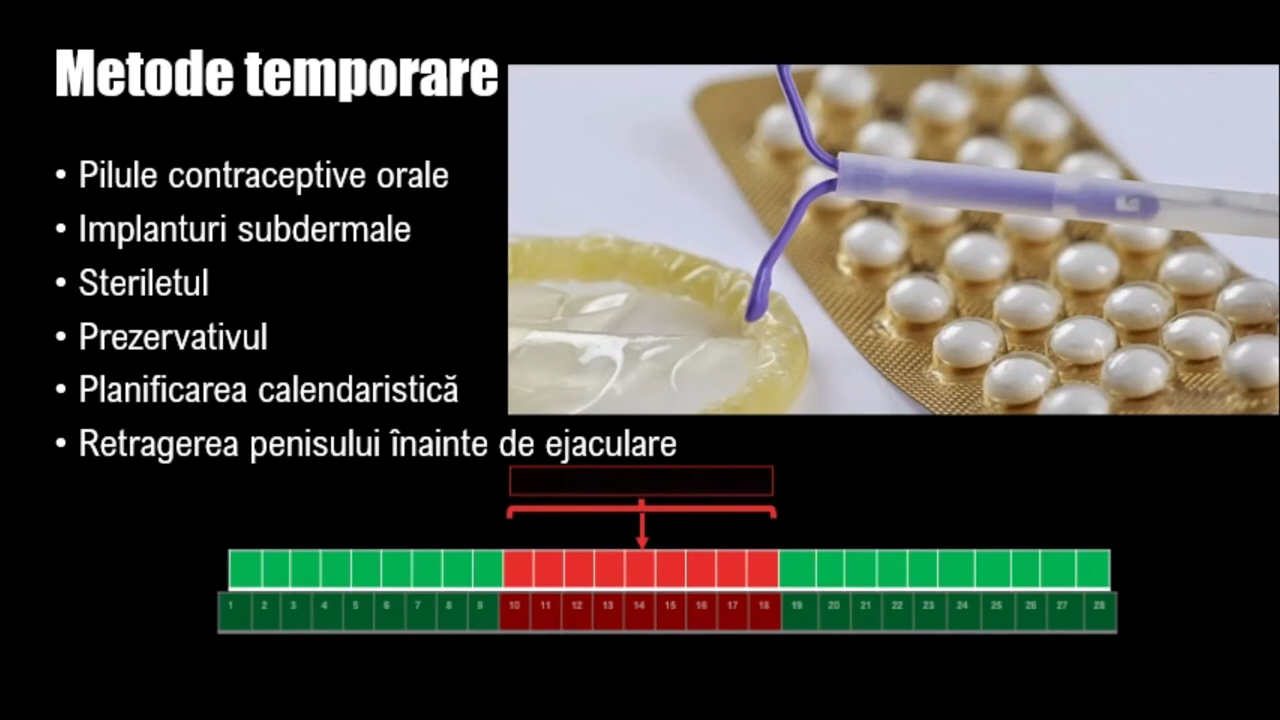 Metode temporare
• Pilule contraceptive orale
• Implanturi subdermale
• Steriletul
• Prezervativul
• Planificarea calendaristică
• Retragerea penisului înainte de ejaculare
1 2 3 4 5 6 7 8 9 10 11 12 13 14 15 16 17 18 19 20 21 22 23 24 25 26 27 28